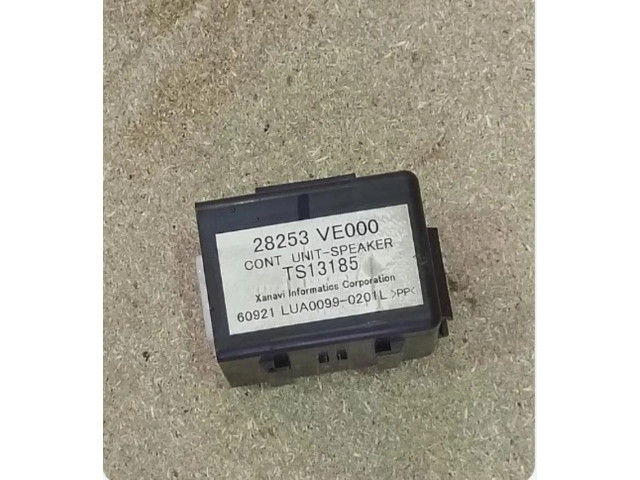 28253 VE000
CONT UNIT-SPEAKER
TS13185
Xanavi Informatics Corporation
60921 LUA0099-0201L >PP<